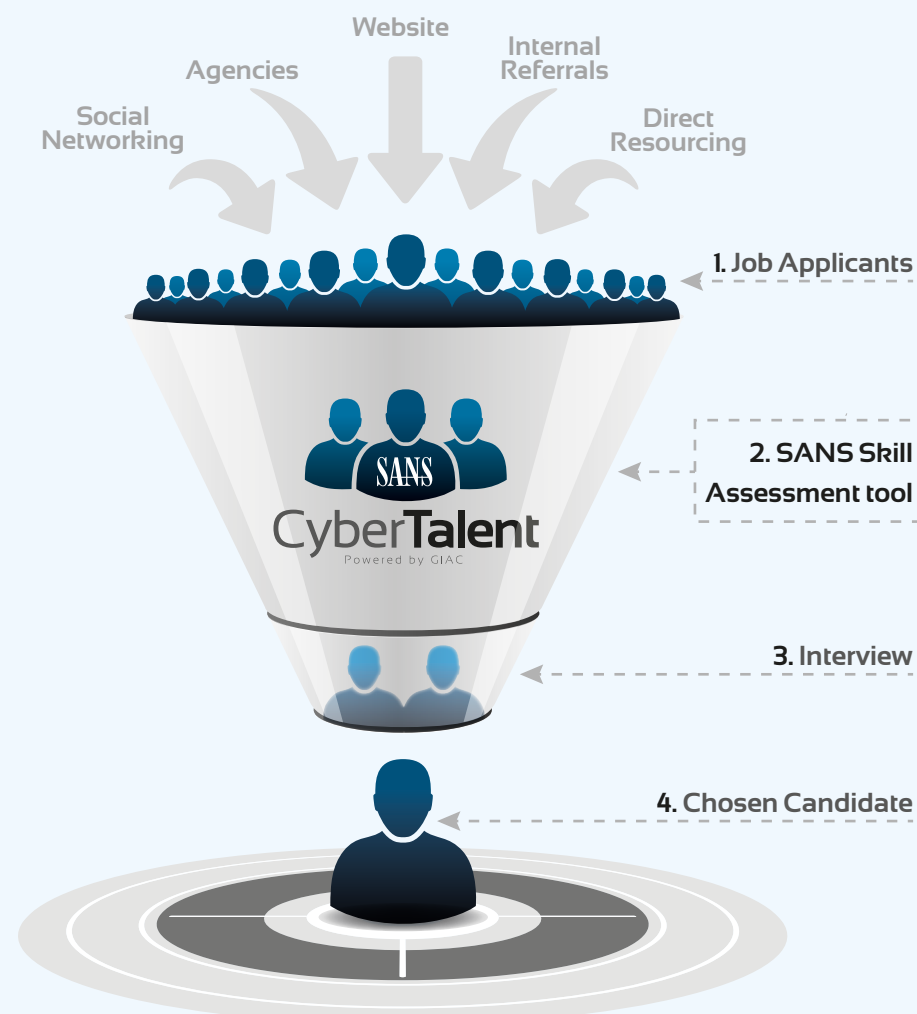 Website
Agencies
Internal
Referrals
Social
Networking
Direct
Resourcing
1. Job Applicants
2. SANS Skill
Assessment tool
SANS
CyberTalent
Powered by GIAC
3. Interview
4. Chosen Candidate